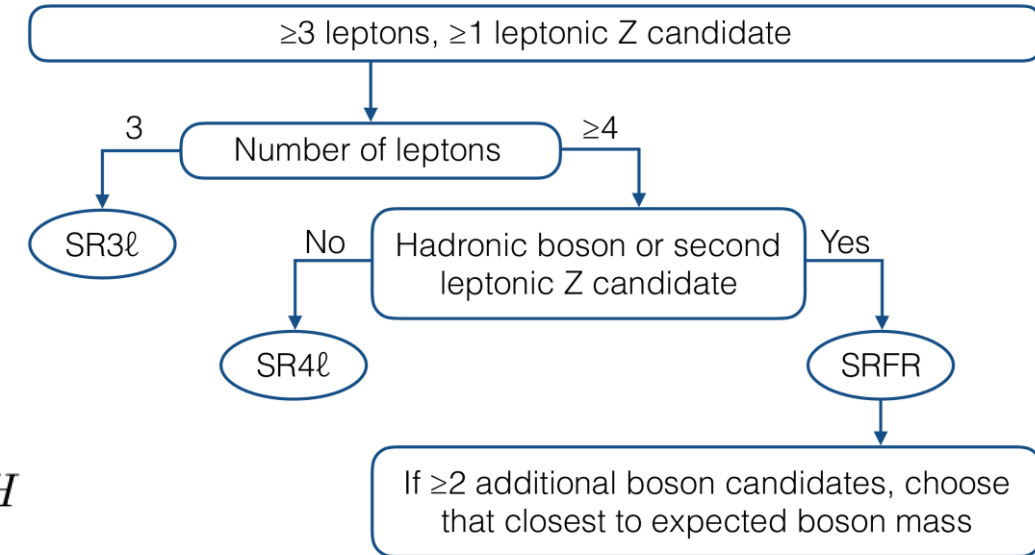 ≥3 leptons, ≥1 leptonic Z candidate
3
Number of leptons
≥4
SR3ℓ
No
Hadronic boson or second
leptonic Z candidate
Yes
SR4ℓ
SRFR
H
If ≥2 additional boson candidates, choose
that closest to expected boson mass